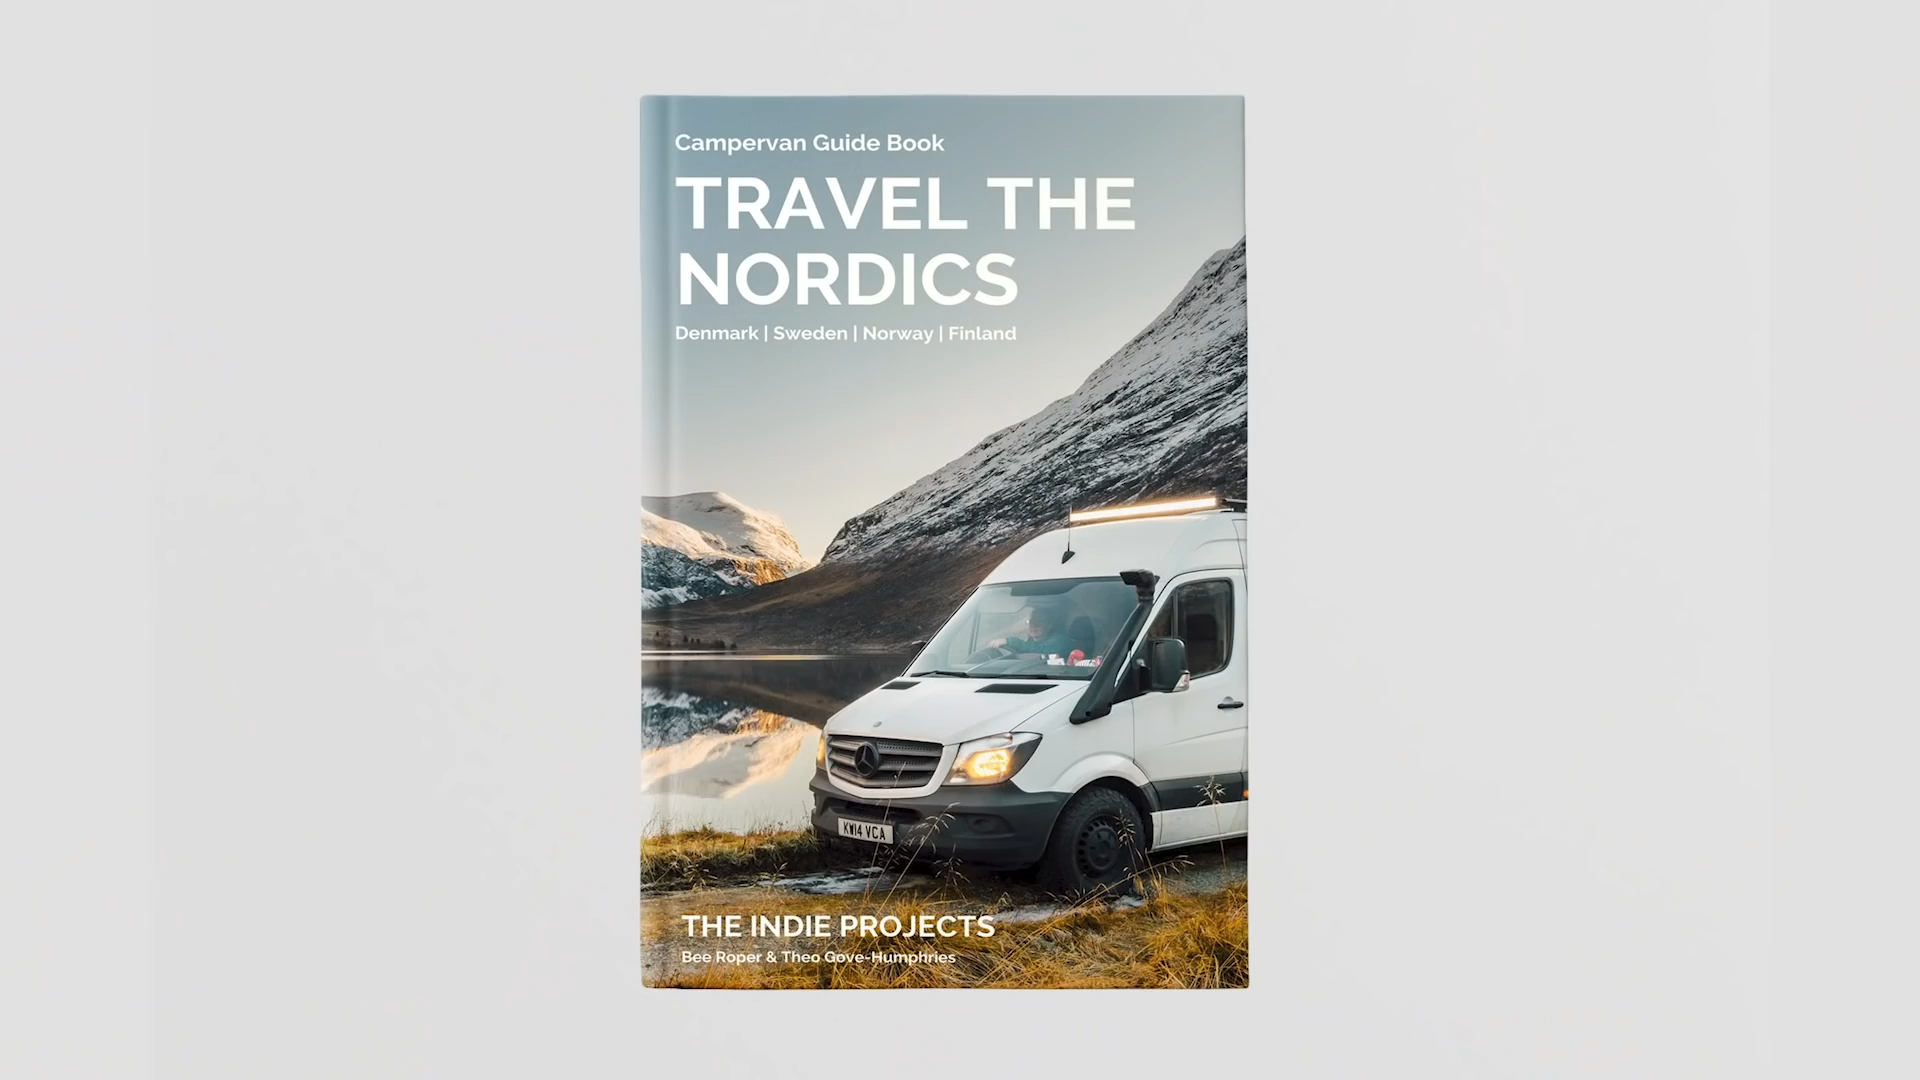 Campervan Guide Book
TRAVEL THE
NORDICS
Denmark | Sweden | Norway | Finland
KW14 VCA
THE INDIE PROJECTS
Bee Roper & Theo Gove-Humphries